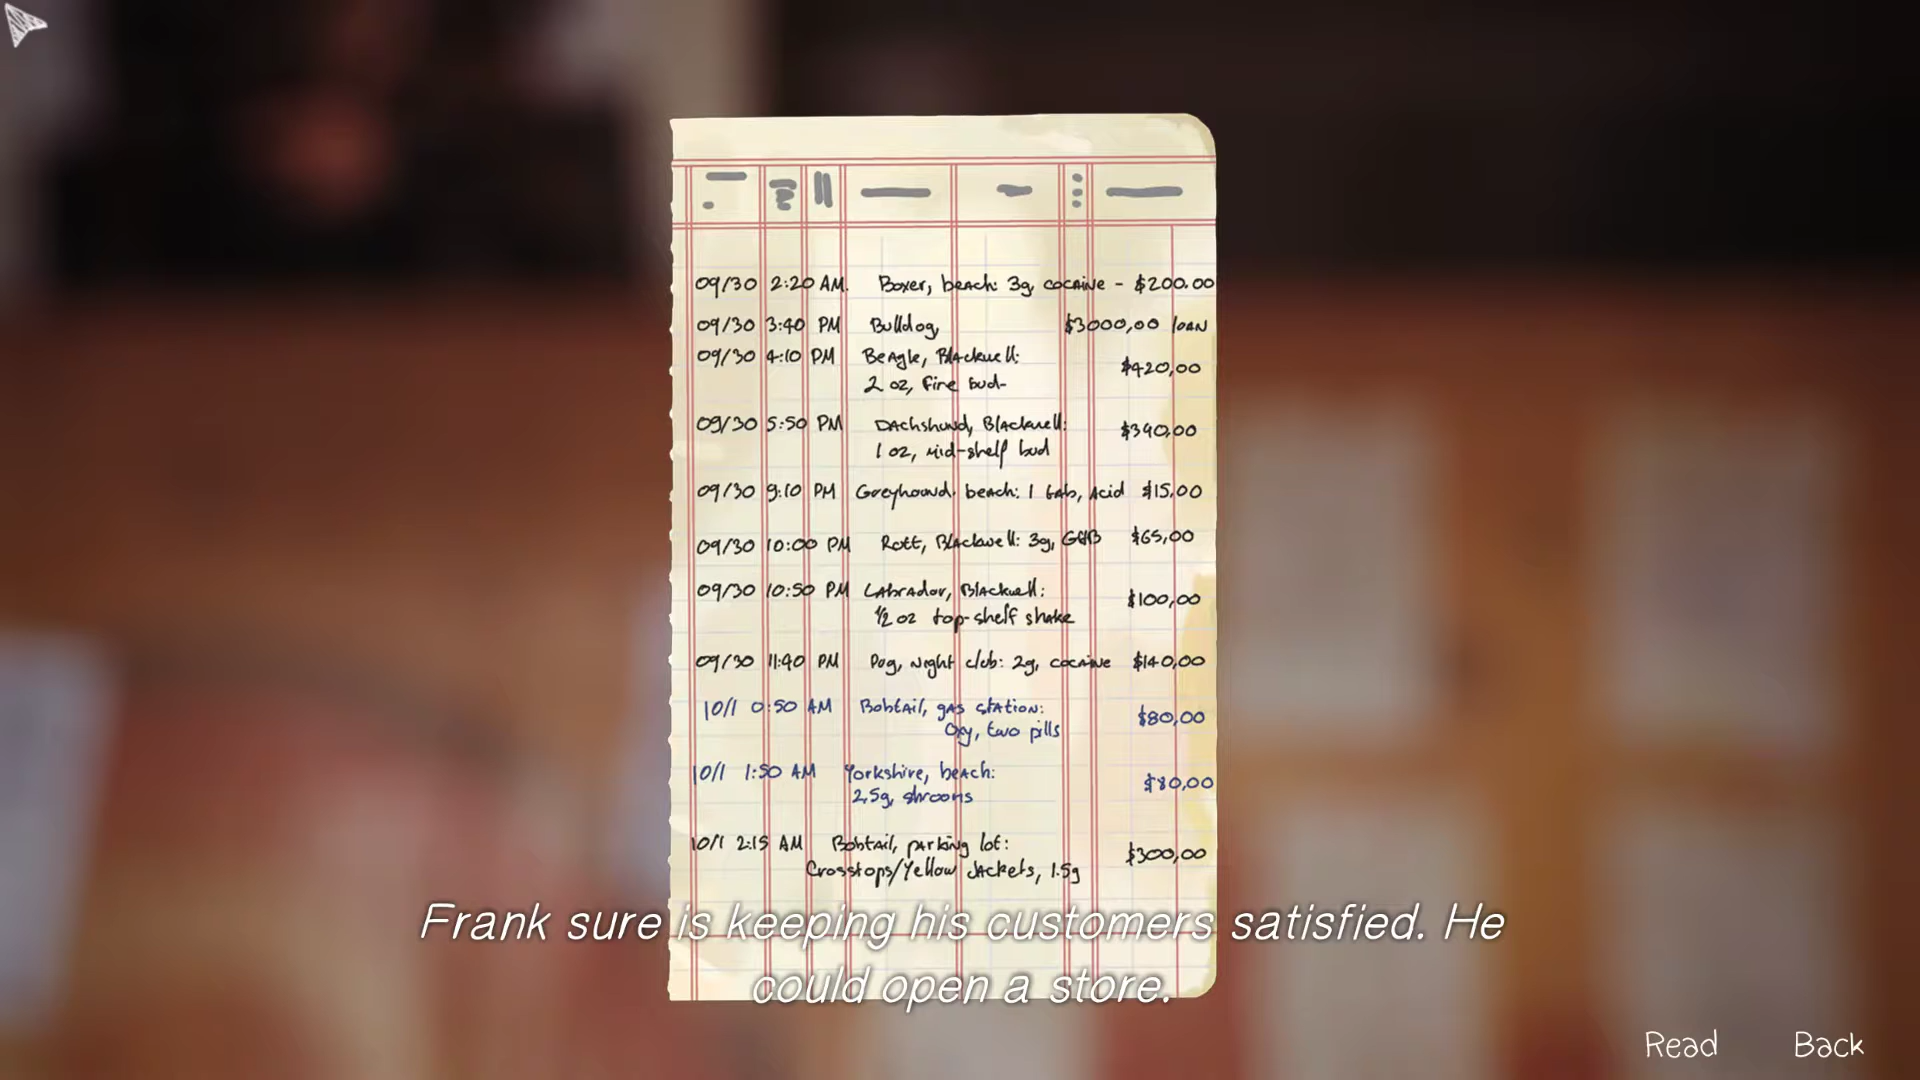 09/30 2:20 AM. Boxer, beach: 3g, cocaine - $200.00
09/30 3:40 PM Bulldog, $3000,00 loan
09/30 4:10 PM Beagle, Blackwell:
2 oz, fire bud- $420,00
09/30 5:50 PM Dachshund, Blackwell:
1 oz, mid-shelf bud $340,00
09/30 9:10 PM Greyhound, beach: 1 tab, acid $15,00
09/30 10:00 PM Rott, Blackwell: 3g, GHB $65,00
09/30 10:50 PM Labrador, Blackwell:
1/2 oz top-shelf shake $100,00
09/30 11:40 PM Pug, night club: 2g, cocaine $140,00
10/1 0:50 AM Bobtail, gas station:
Oxy, two pills $80,00
10/1 1:50 AM Yorkshire, beach:
2,5g, shrooms $80,00
10/1 2:15 AM Bobtail, parking lot:
Crosstops/Yellow Jackets, 1.5g $300,00
Frank sure is keeping his customers satisfied. He
could open a store.
Read Back